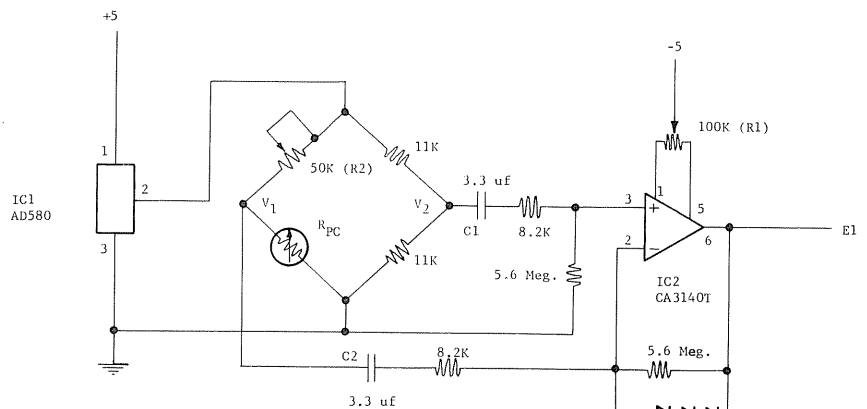 +5
-5
100K (R1)
1
IC1
AD580
2
3
50K (R2)
11K
V1
V2
RPC
11K
3.3 uf
C1
8.2K
5.6 Meg.
3
+
1
5
2
−
6
E1
IC2
CA3140T
C2
3.3 uf
8.2K
5.6 Meg.